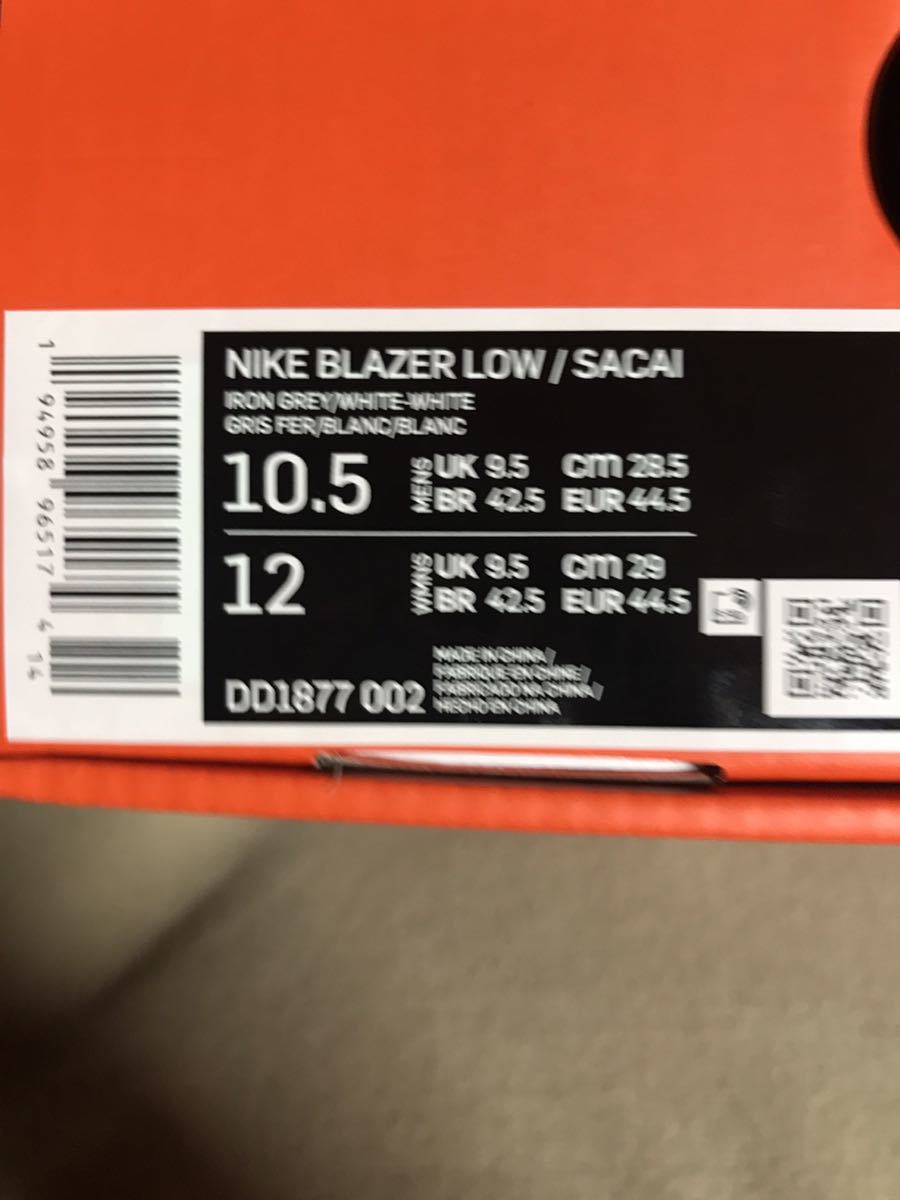 NIKE BLAZER LOW / SACAI
IRON GREY/WHITE-WHITE
GRIS FER/BLANC/BLANC
10.5 MENS UK 9.5 cm 28.5
BR 42.5 EUR 44.5
12 WMNS UK 9.5 cm 29
BR 42.5 EUR 44.5
DD1877 002
MADE IN CHINA/
FABRIQUE EN CHINE/
FABRICADO NA CHINA/
HECHO EN CHINA
1 94958 96517 4 14